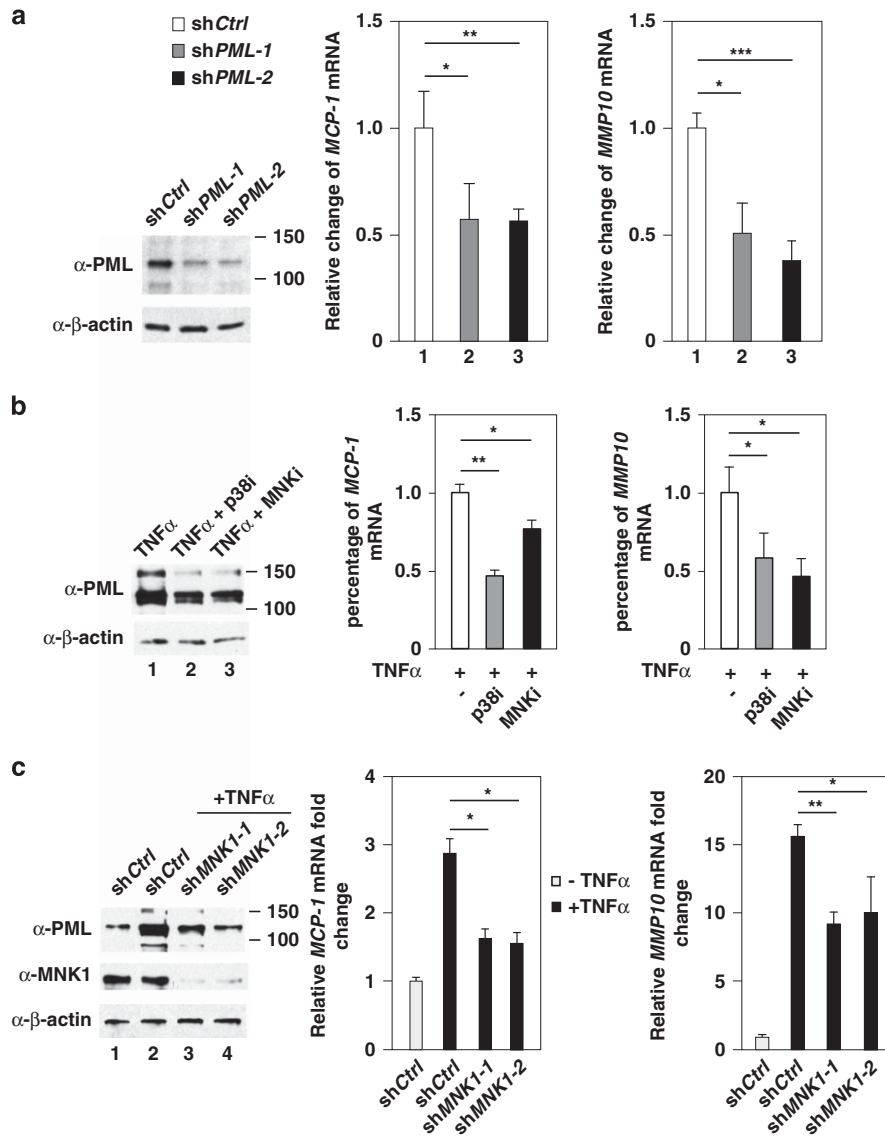 a
shCtrl
shPML-1
shPML-2
shCtrl
shPML-1
shPML-2
150
100
α-PML
α-β-actin
Relative change of MCP-1 mRNA
1.5
1.0
0.5
0
**
*
1 2 3
Relative change of MMP10 mRNA
1.5
1.0
0.5
0
***
*
1 2 3
b
TNFα
TNFα + p38i
TNFα + MNKi
150
100
α-PML
α-β-actin
1 2 3
percentage of MCP-1
mRNA
1.5
1.0
0.5
0
*
**
TNFα + + +
- p38i MNKi
percentage of MMP10
mRNA
1.5
1.0
0.5
0
*
*
TNFα + + +
- p38i MNKi
c
+TNFα
shCtrl
shCtrl
shMNK1-1
shMNK1-2
150
100
α-PML
α-MNK1
α-β-actin
1 2 3 4
Relative MCP-1 mRNA fold
change
4
3
2
1
0
*
*
shCtrl
shCtrl
shMNK1-1
shMNK1-2
- TNFα
+TNFα
Relative MMP10 mRNA fold
change
20
15
10
5
0
*
**
shCtrl
shCtrl
shMNK1-1
shMNK1-2